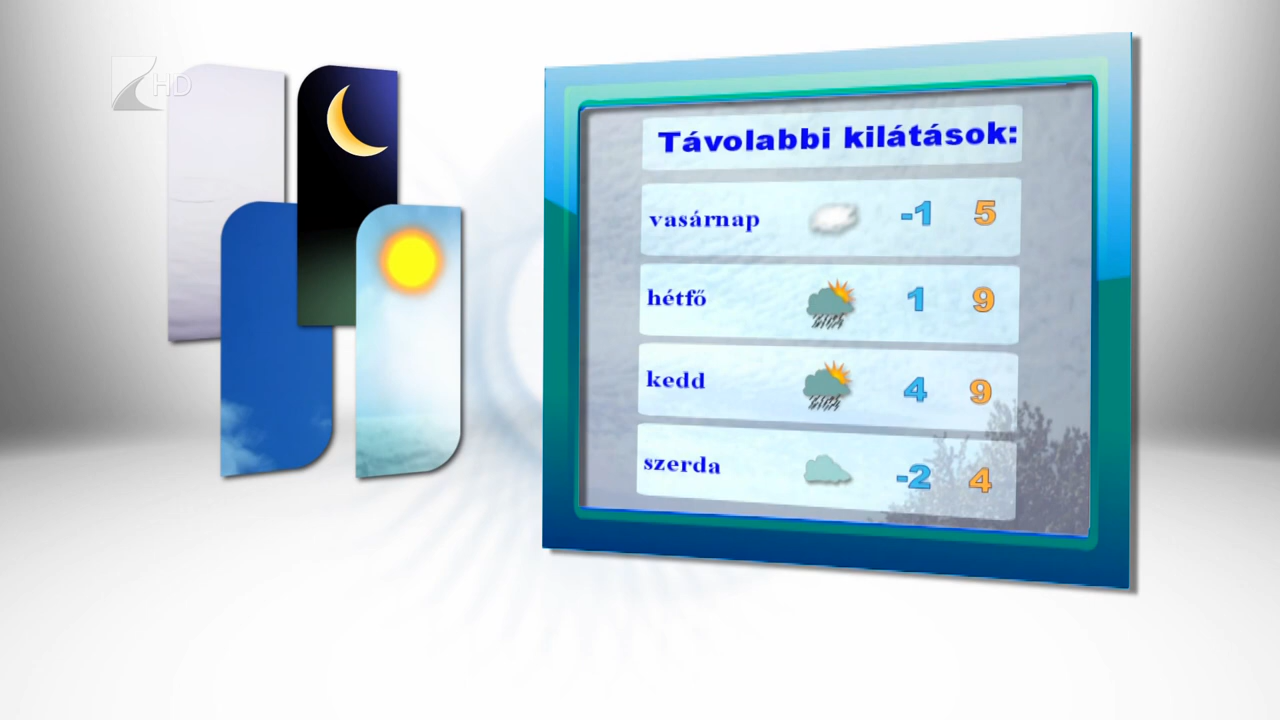 HD
Távolabbi kilátások:
vasárnap -1 5
hétfő 1 9
kedd 4 9
szerda -2 4